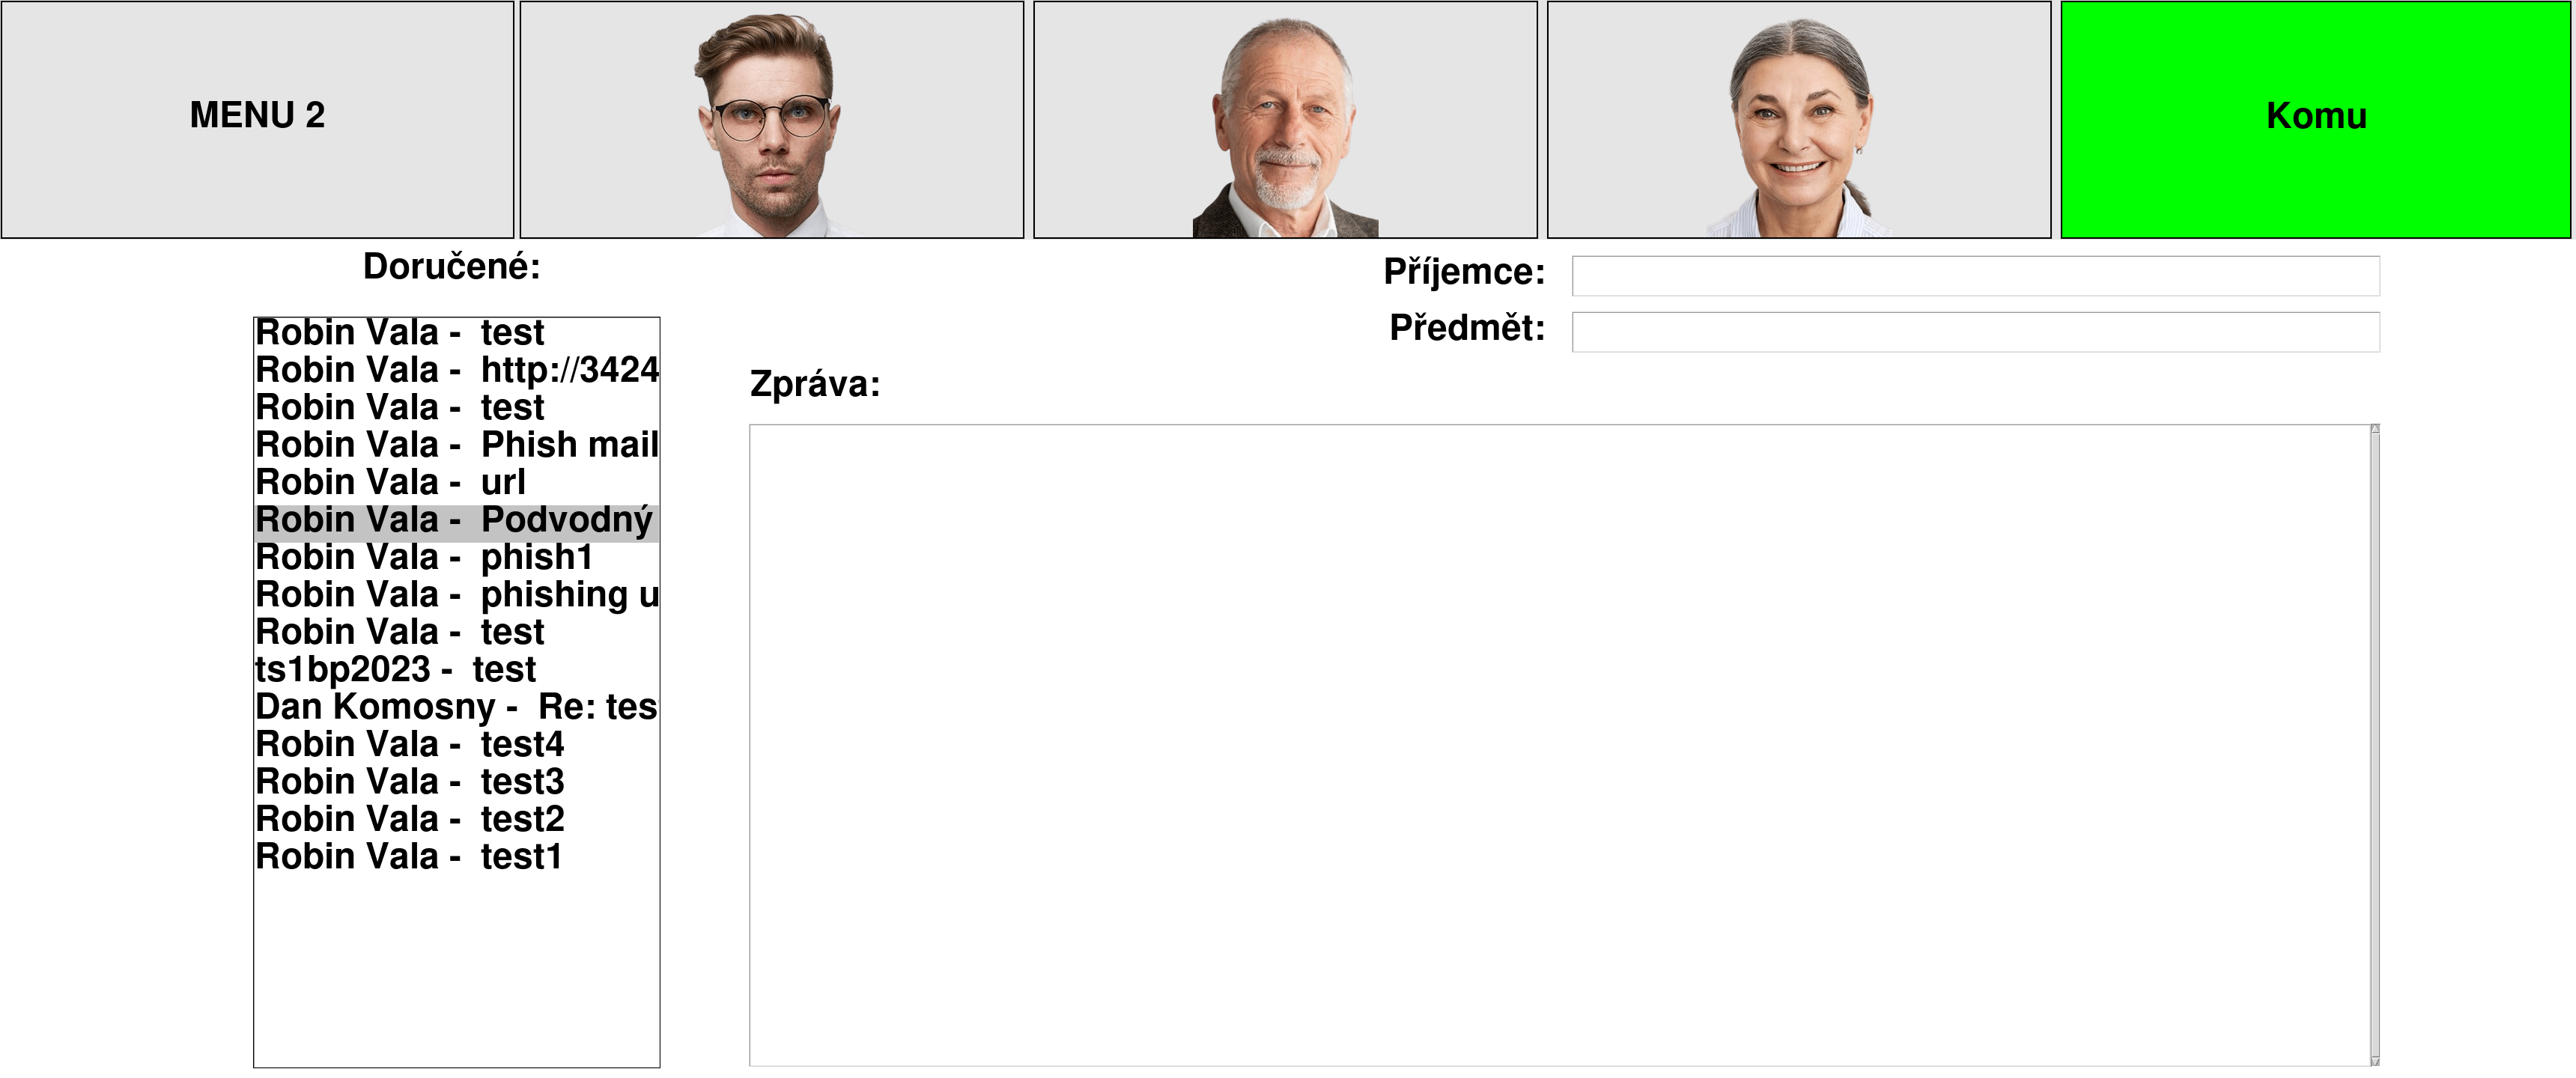 MENU 2
Komu
Doručené:
Robin Vala - test
Robin Vala - http://3424
Robin Vala - test
Robin Vala - Phish mail
Robin Vala - url
Robin Vala - Podvodný
Robin Vala - phish1
Robin Vala - phishing u
Robin Vala - test
ts1bp2023 - test
Dan Komosny - Re: tes
Robin Vala - test4
Robin Vala - test3
Robin Vala - test2
Robin Vala - test1
Příjemce:
Předmět:
Zpráva: